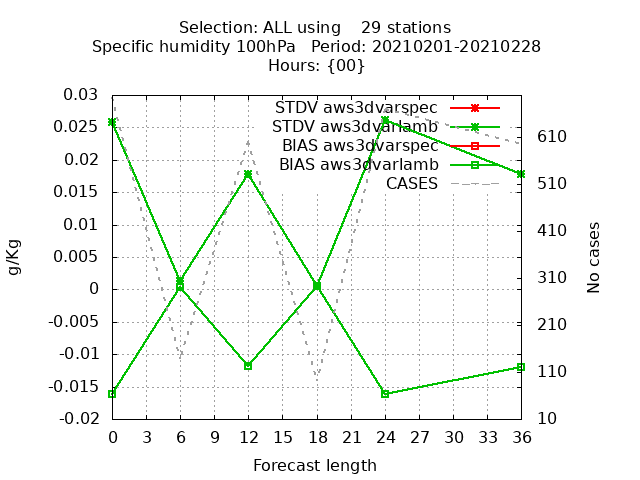 Selection: ALL using 29 stations
Specific humidity 100hPa Period: 20210201-20210228
Hours: {00}
STDV aws3dvarspec
STDV aws3dvarlamb
BIAS aws3dvarspec
BIAS aws3dvarlamb
CASES
g/Kg
0.03
0.025
0.02
0.015
0.01
0.005
0
-0.005
-0.01
-0.015
-0.02
610
510
410
310
210
110
10
No cases
0 3 6 9 12 15 18 21 24 27 30 33 36
Forecast length